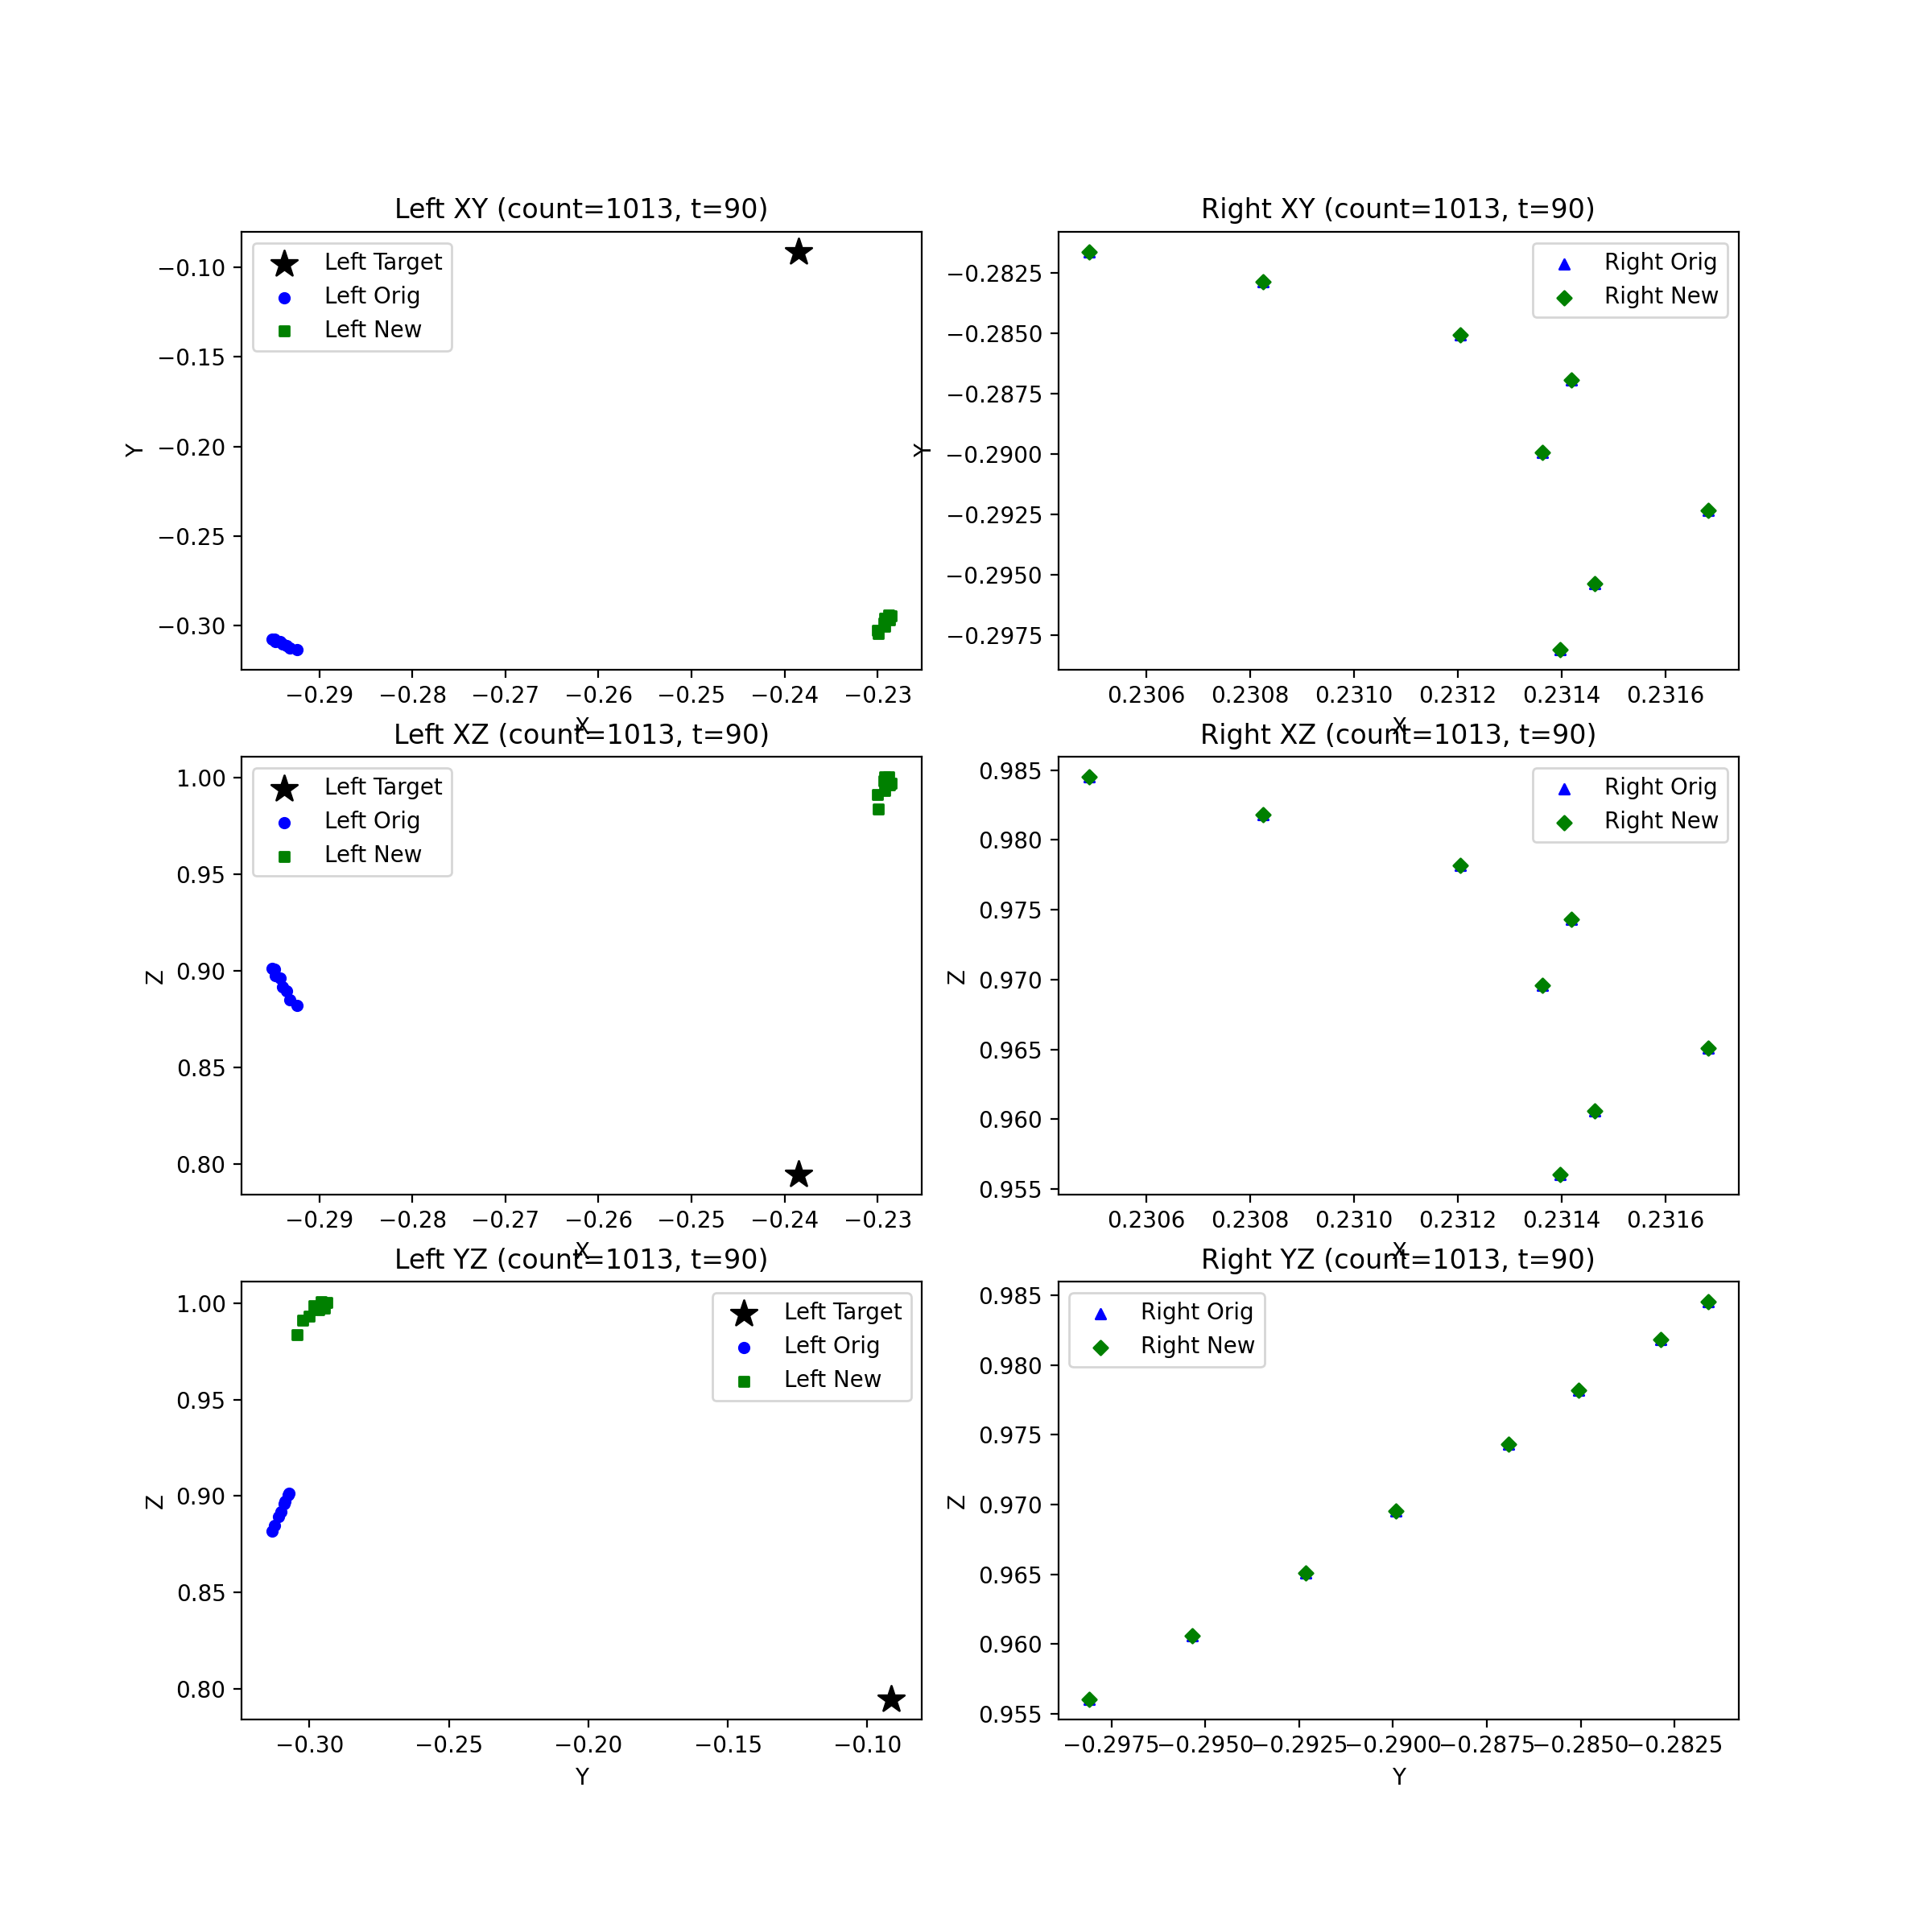 Left XY (count=1013, t=90)
Left Target
Left Orig
Left New
−0.10
−0.15
−0.20
−0.25
−0.30
Y
−0.29 −0.28 −0.27 −0.26 −0.25 −0.24 −0.23
X
Right XY (count=1013, t=90)
Right Orig
Right New
−0.2825
−0.2850
−0.2875
−0.2900
−0.2925
−0.2950
−0.2975
Y
0.2306 0.2308 0.2310 0.2312 0.2314 0.2316
X
Left XZ (count=1013, t=90)
Left Target
Left Orig
Left New
1.00
0.95
0.90
0.85
0.80
Z
−0.29 −0.28 −0.27 −0.26 −0.25 −0.24 −0.23
X
Right XZ (count=1013, t=90)
Right Orig
Right New
0.985
0.980
0.975
0.970
0.965
0.960
0.955
Z
0.2306 0.2308 0.2310 0.2312 0.2314 0.2316
X
Left YZ (count=1013, t=90)
Left Target
Left Orig
Left New
1.00
0.95
0.90
0.85
0.80
Z
−0.30 −0.25 −0.20 −0.15 −0.10
Y
Right YZ (count=1013, t=90)
Right Orig
Right New
0.985
0.980
0.975
0.970
0.965
0.960
0.955
Z
−0.2975 −0.2950 −0.2925 −0.2900 −0.2875 −0.2850 −0.2825
Y